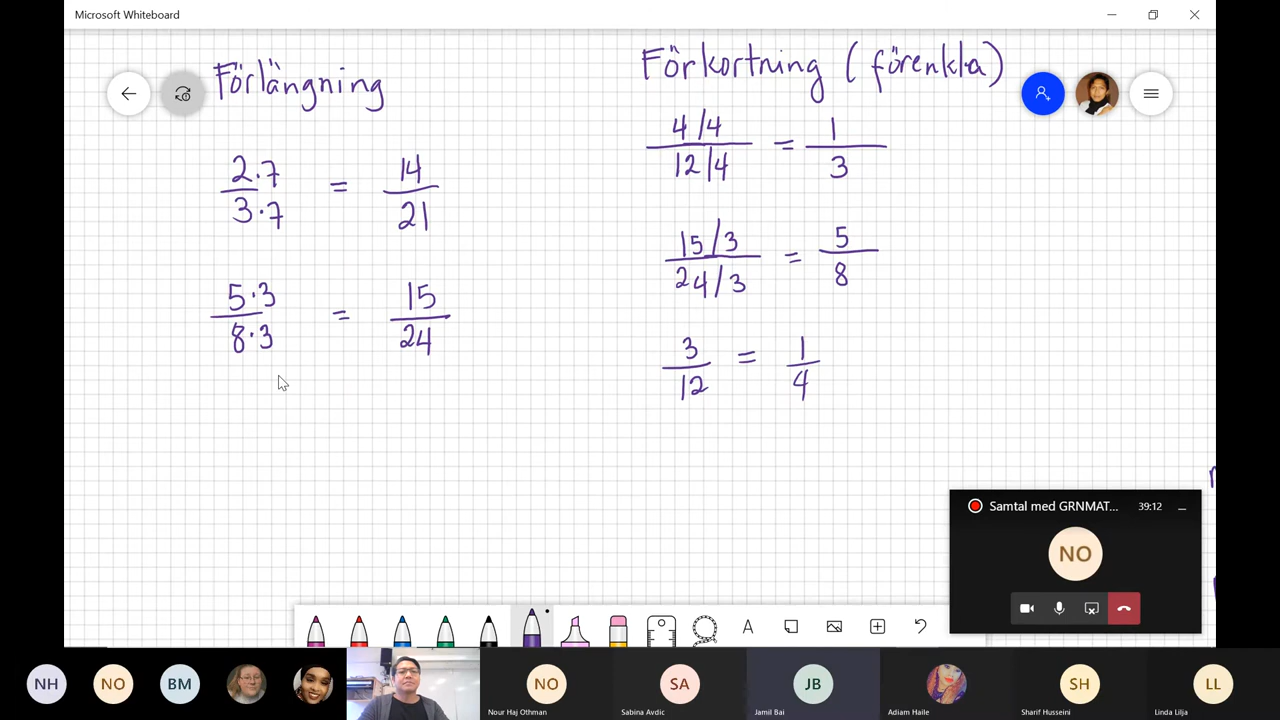 Microsoft Whiteboard
Förlängning
2·7 = 14
3·7 21
5·3 = 15
8·3 24
Förkortning (förenkla)
4/4 = 1
12/4 3
15/3 = 5
24/3 8
3 = 1
12 4
Samtal med GRNMAT... 39:12
NO
A
NH
NO
BM
NO
Nour Haj Othman
SA
Sabina Avdic
JB
Jamil Bai
Adiam Haile
SH
Sharif Husseini
LL
Linda Lilja